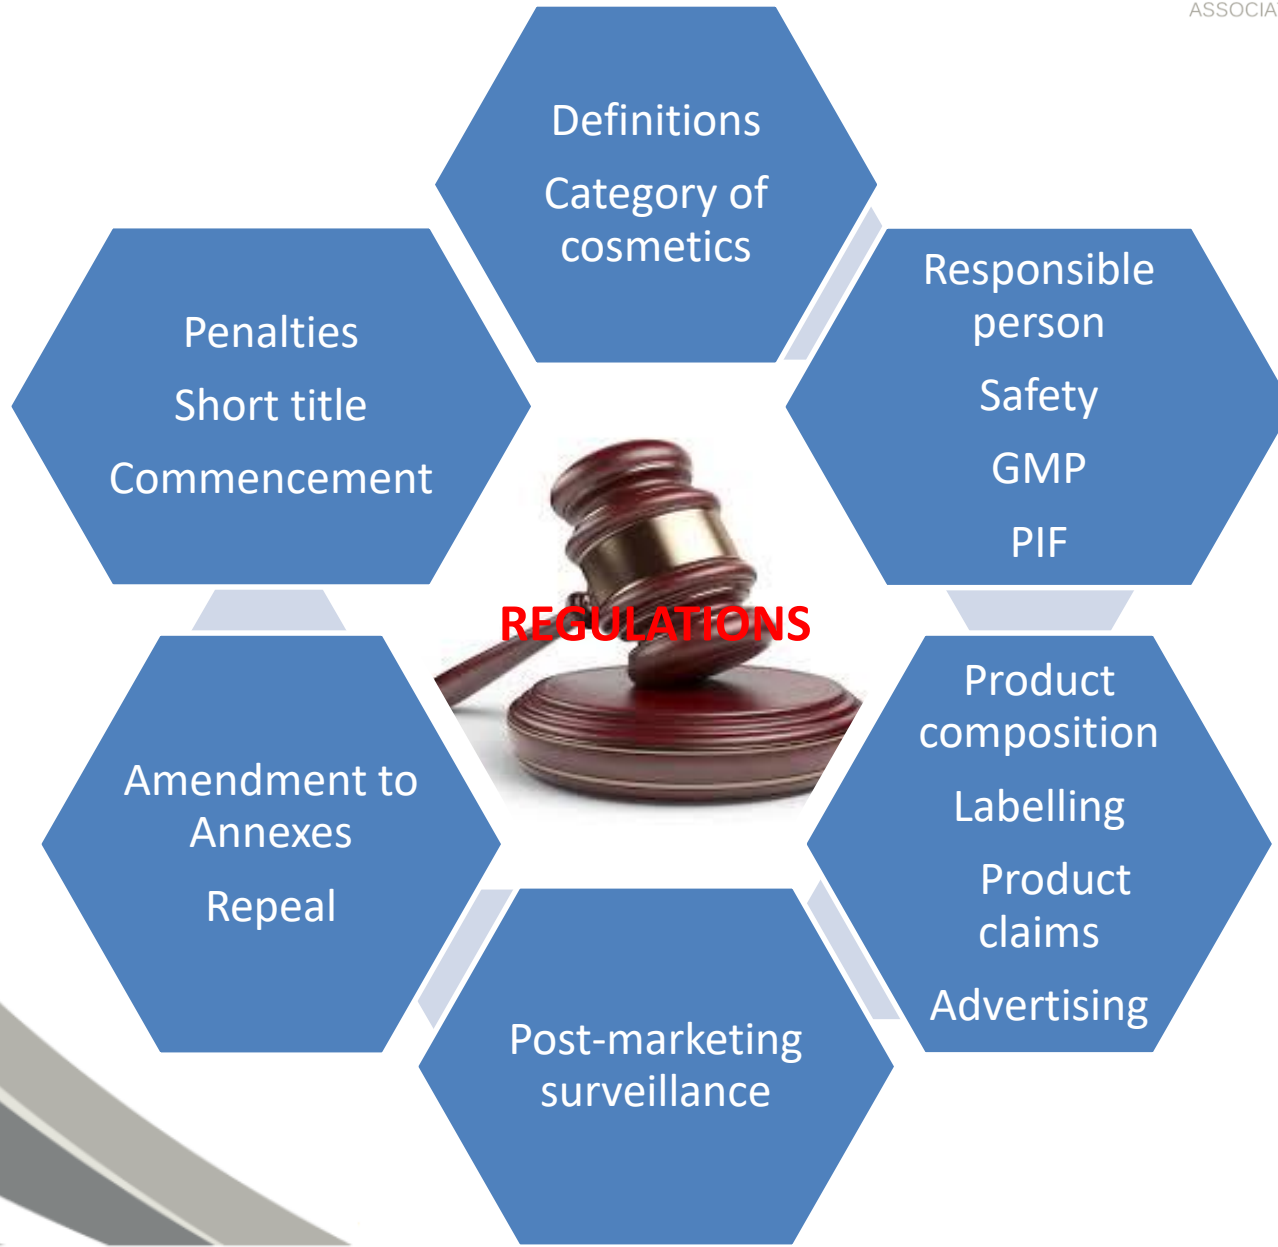 Definitions
Category of
cosmetics
Responsible
person
Safety
GMP
PIF
Product
composition
Labelling
Product
claims
Advertising
Post-marketing
surveillance
Amendment to
Annexes
Repeal
Penalties
Short title
Commencement
REGULATIONS